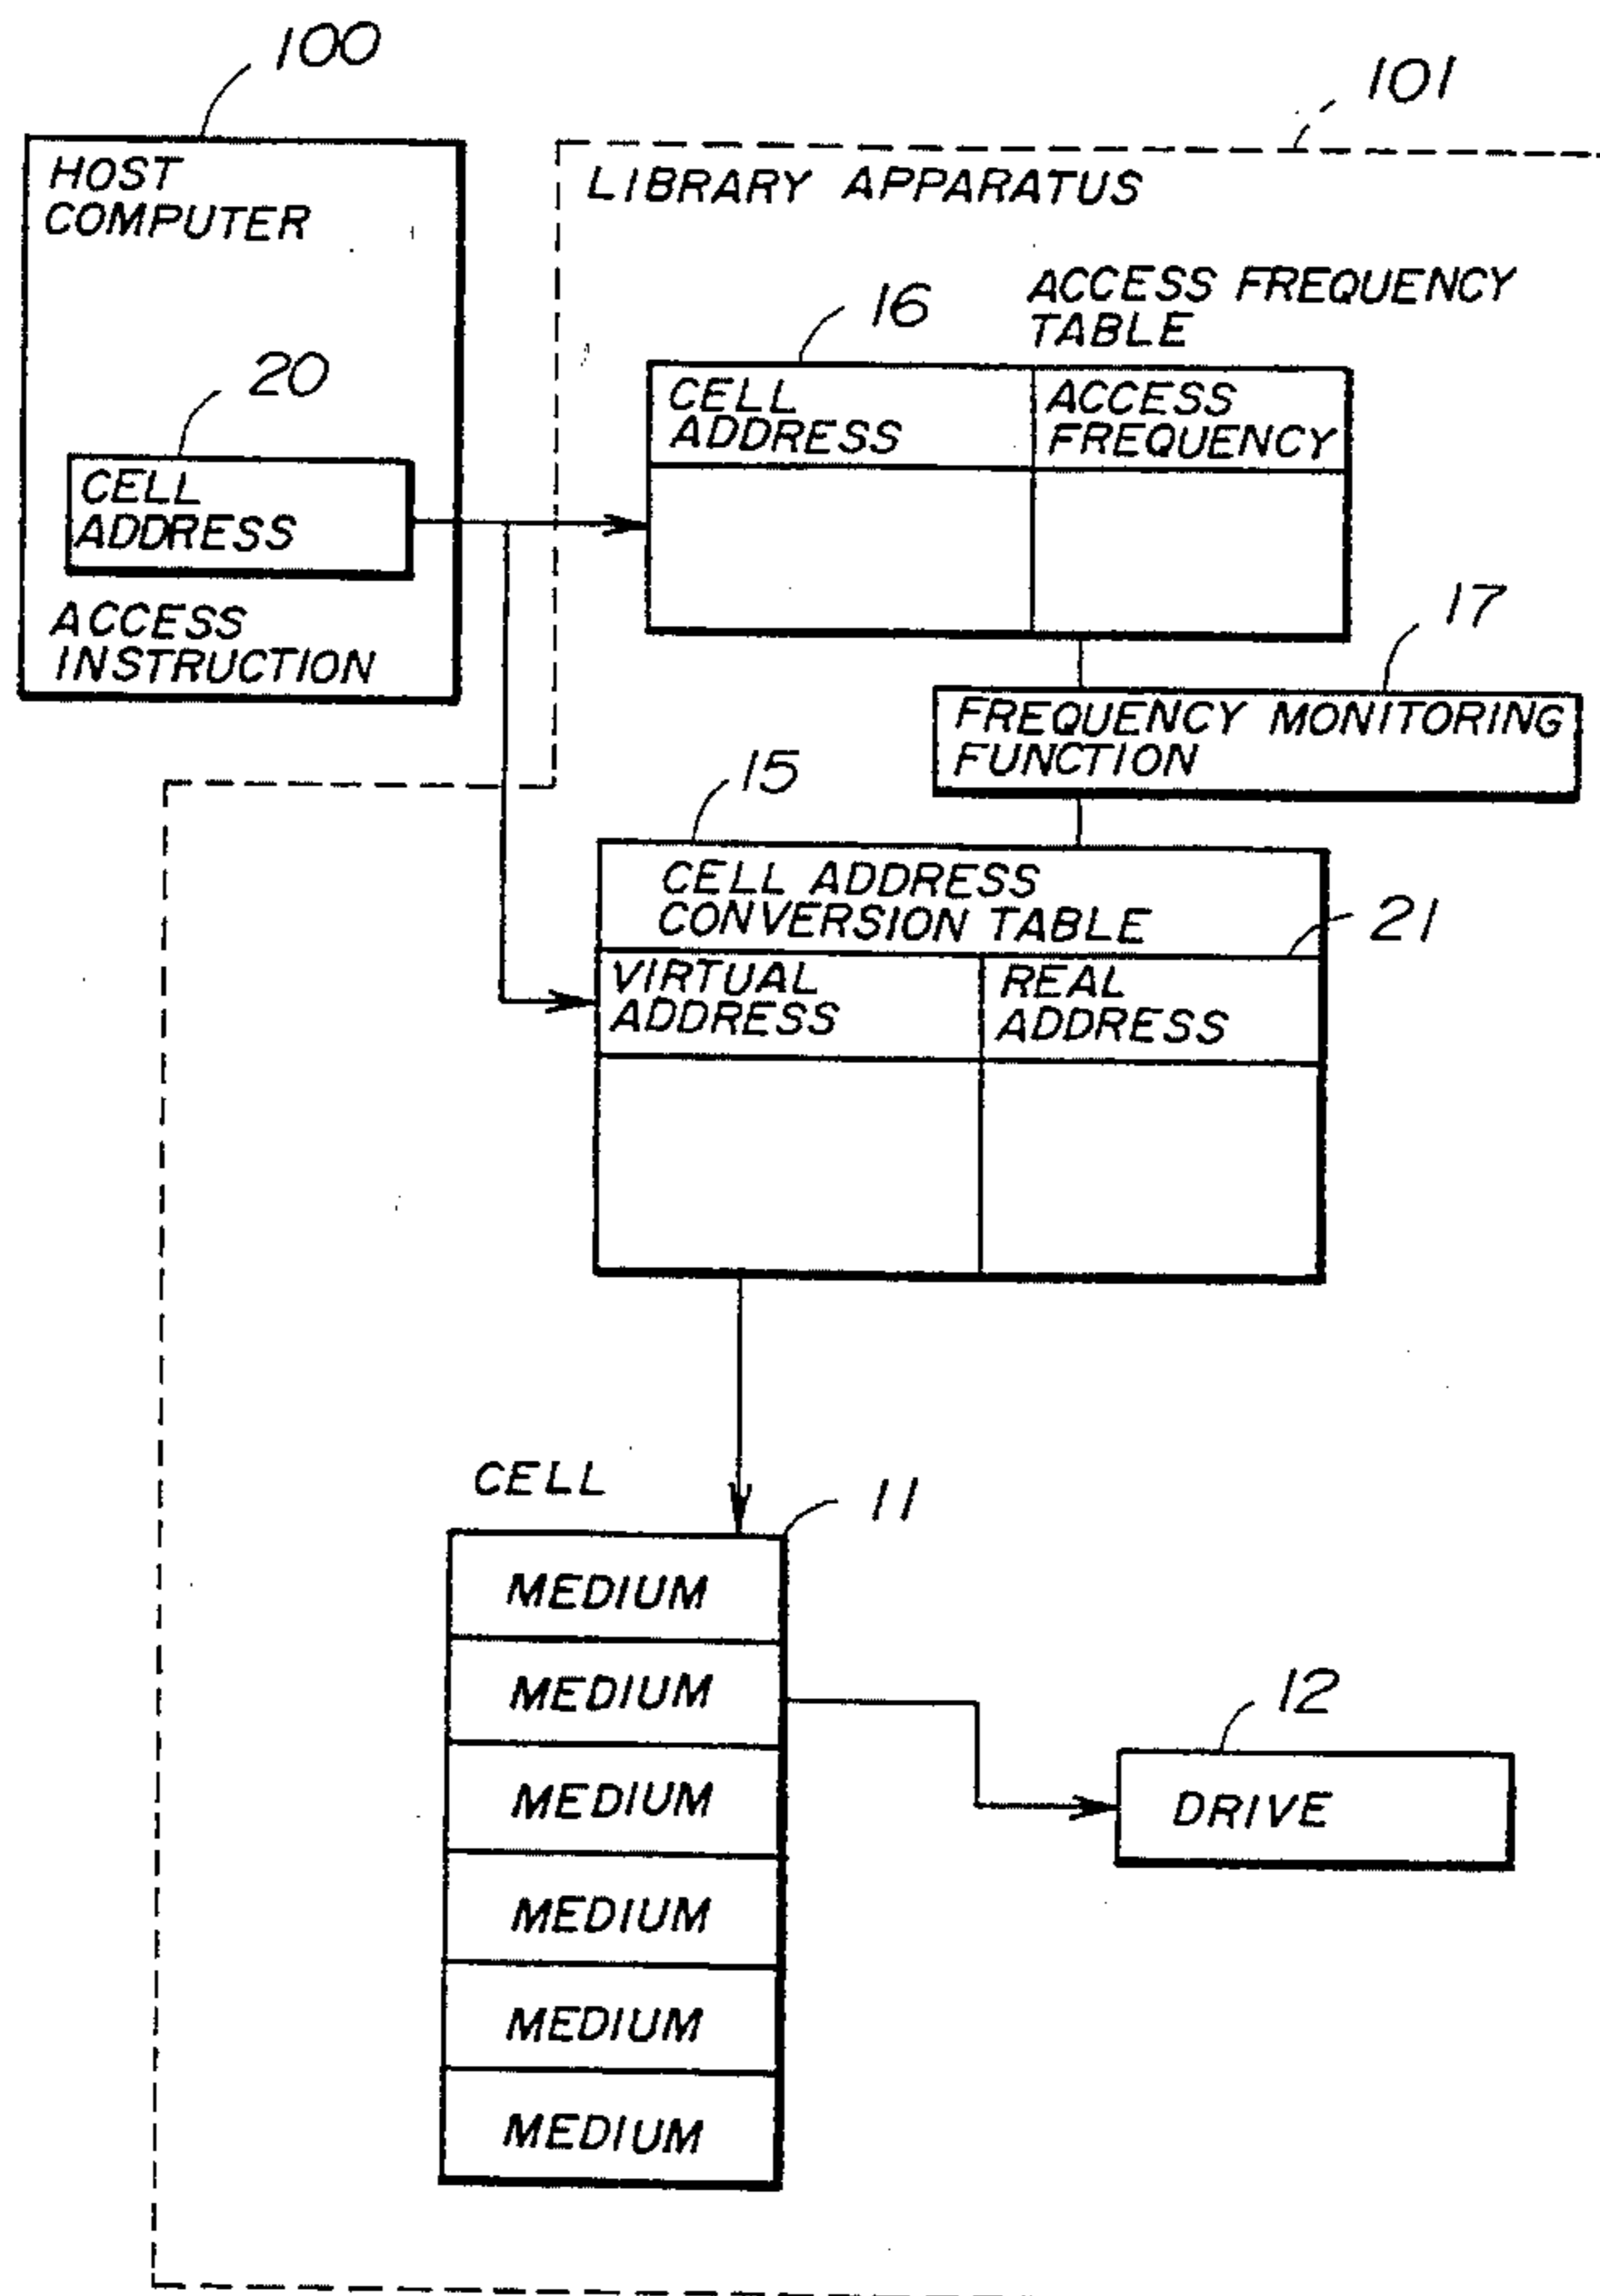 100
HOST
COMPUTER
20
CELL
ADDRESS
ACCESS
INSTRUCTION
101
LIBRARY APPARATUS
16
ACCESS FREQUENCY
TABLE
CELL
ADDRESS
ACCESS
FREQUENCY
17
FREQUENCY MONITORING
FUNCTION
15
CELL ADDRESS
CONVERSION TABLE
21
VIRTUAL
ADDRESS
REAL
ADDRESS
CELL
11
MEDIUM
MEDIUM
MEDIUM
MEDIUM
MEDIUM
MEDIUM
12
DRIVE